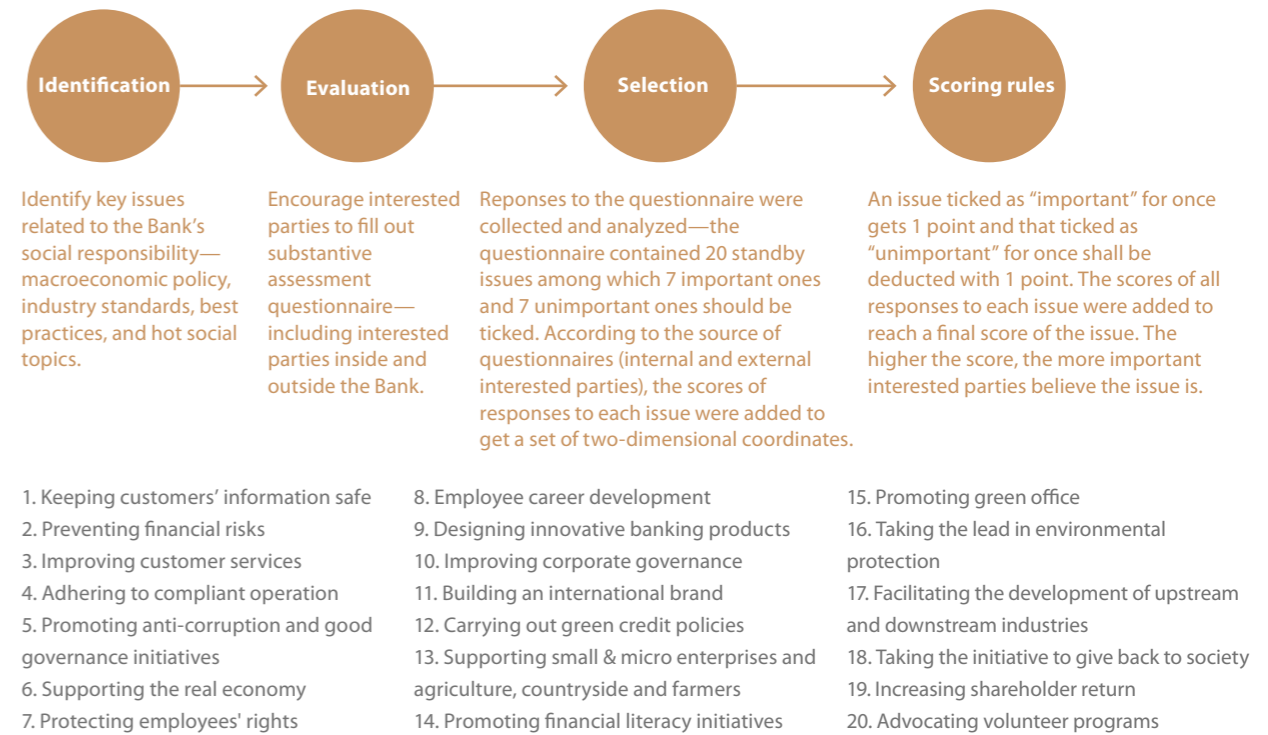 Identification
Evaluation
Selection
Scoring rules
Identify key issues
related to the Bank's
social responsibility—
macroeconomic policy,
industry standards, best
practices, and hot social
topics.
Encourage interested
parties to fill out
substantive
assessment
questionnaire—
including interested
parties inside and
outside the Bank.
Reponses to the questionnaire were
collected and analyzed—the
questionnaire contained 20 standby
issues among which 7 important ones
and 7 unimportant ones should be
ticked. According to the source of
questionnaires (internal and external
interested parties), the scores of
responses to each issue were added to
get a set of two-dimensional coordinates.
An issue ticked as “important” for once
gets 1 point and that ticked as
“unimportant” for once shall be
deducted with 1 point. The scores of all
responses to each issue were added to
reach a final score of the issue. The
higher the score, the more important
interested parties believe the issue is.
1. Keeping customers’ information safe
2. Preventing financial risks
3. Improving customer services
4. Adhering to compliant operation
5. Promoting anti-corruption and good
governance initiatives
6. Supporting the real economy
7. Protecting employees' rights
8. Employee career development
9. Designing innovative banking products
10. Improving corporate governance
11. Building an international brand
12. Carrying out green credit policies
13. Supporting small & micro enterprises and
agriculture, countryside and farmers
14. Promoting financial literacy initiatives
15. Promoting green office
16. Taking the lead in environmental
protection
17. Facilitating the development of upstream
and downstream industries
18. Taking the initiative to give back to society
19. Increasing shareholder return
20. Advocating volunteer programs